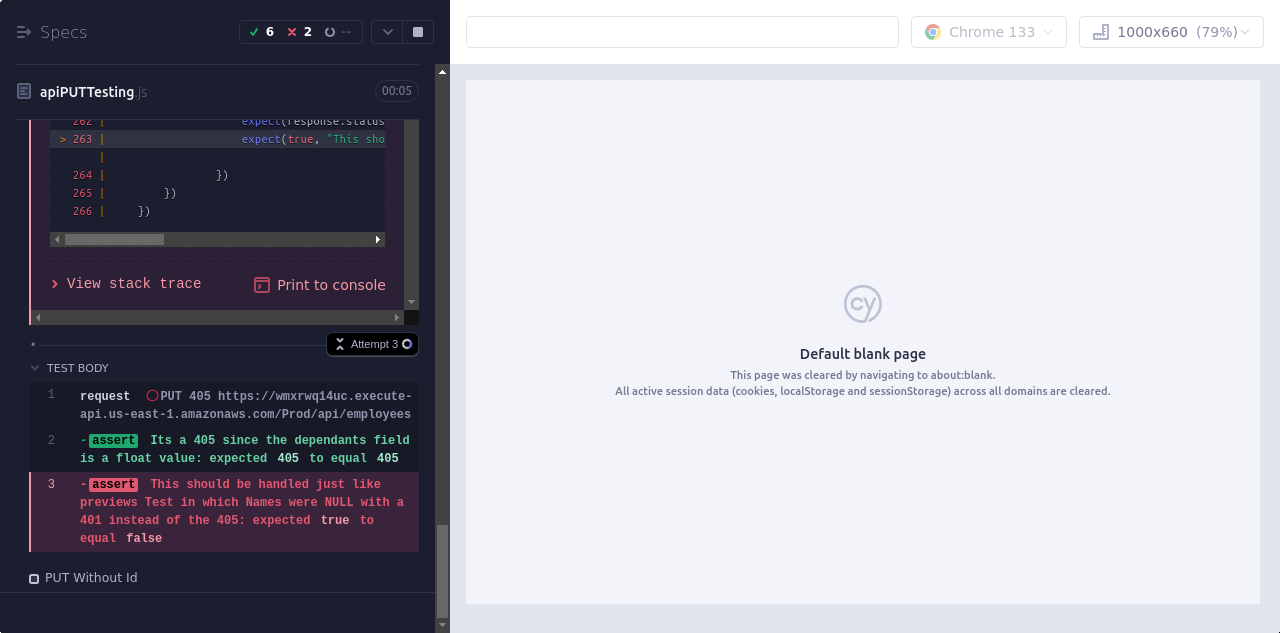 Specs
6
2
--
apiPUTTesting.js
00:05
262 | expect(response.status
> 263 | expect(true, "This sho
|
264 | })
265 | })
266 | })
View stack trace
Print to console
Attempt 3
TEST BODY
1 request PUT 405 https://wmxrwq14uc.execute-
api.us-east-1.amazonaws.com/Prod/api/employees
2 -assert Its a 405 since the dependants field
is a float value: expected 405 to equal 405
3 -assert This should be handled just like
previews Test in which Names were NULL with a
401 instead of the 405: expected true to
equal false
PUT Without Id
Chrome 133
1000x660 (79%)
cy
Default blank page
This page was cleared by navigating to about:blank.
All active session data (cookies, localStorage and sessionStorage) across all domains are cleared.